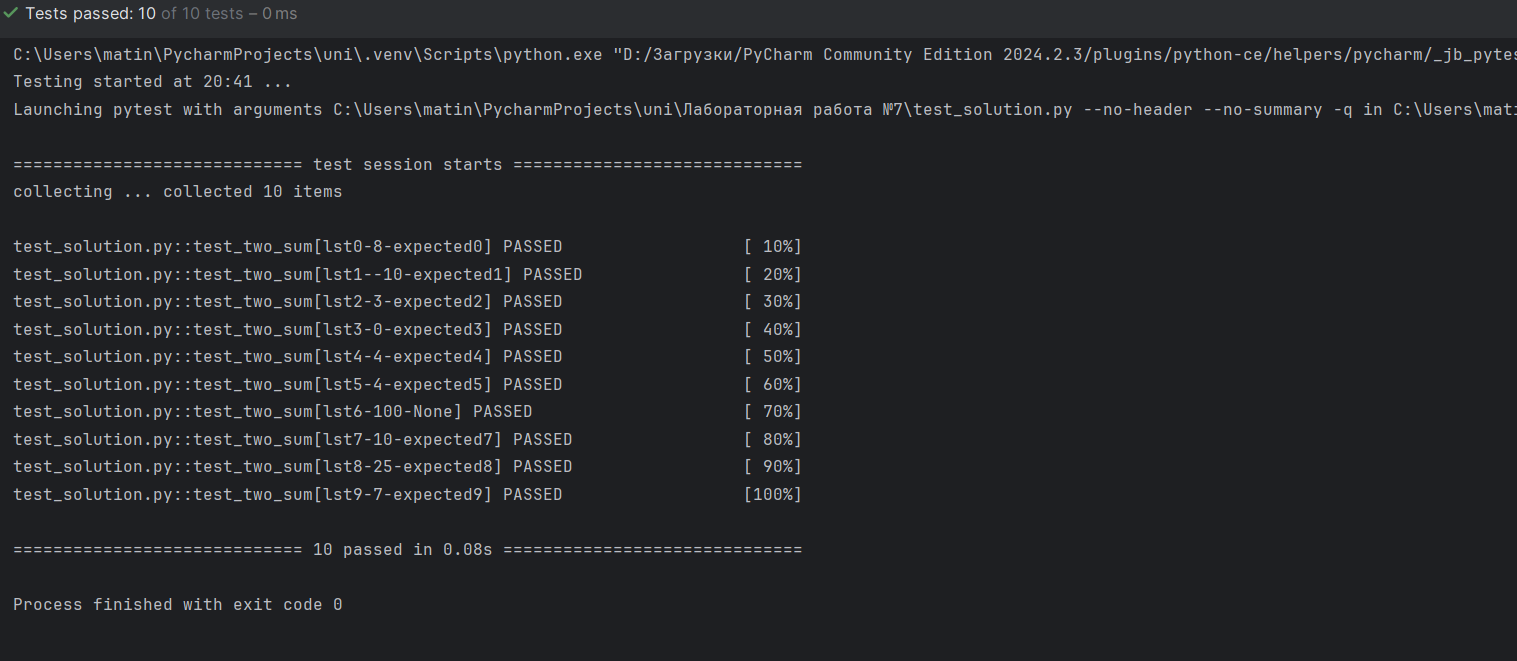 Tests passed: 10 of 10 tests – 0 ms
C:\Users\matin\PycharmProjects\uni\.venv\Scripts\python.exe "D:/Загрузки/PyCharm Community Edition 2024.2.3/plugins/python-ce/helpers/pycharm/_jb_pytes
Testing started at 20:41 ...
Launching pytest with arguments C:\Users\matin\PycharmProjects\uni\Лабораторная работа №7\test_solution.py --no-header --no-summary -q in C:\Users\mati
============================= test session starts =============================
collecting ... collected 10 items
test_solution.py::test_two_sum[lst0-8-expected0] PASSED [ 10%]
test_solution.py::test_two_sum[lst1--10-expected1] PASSED [ 20%]
test_solution.py::test_two_sum[lst2-3-expected2] PASSED [ 30%]
test_solution.py::test_two_sum[lst3-0-expected3] PASSED [ 40%]
test_solution.py::test_two_sum[lst4-4-expected4] PASSED [ 50%]
test_solution.py::test_two_sum[lst5-4-expected5] PASSED [ 60%]
test_solution.py::test_two_sum[lst6-100-None] PASSED [ 70%]
test_solution.py::test_two_sum[lst7-10-expected7] PASSED [ 80%]
test_solution.py::test_two_sum[lst8-25-expected8] PASSED [ 90%]
test_solution.py::test_two_sum[lst9-7-expected9] PASSED [100%]
============================= 10 passed in 0.08s ==============================
Process finished with exit code 0